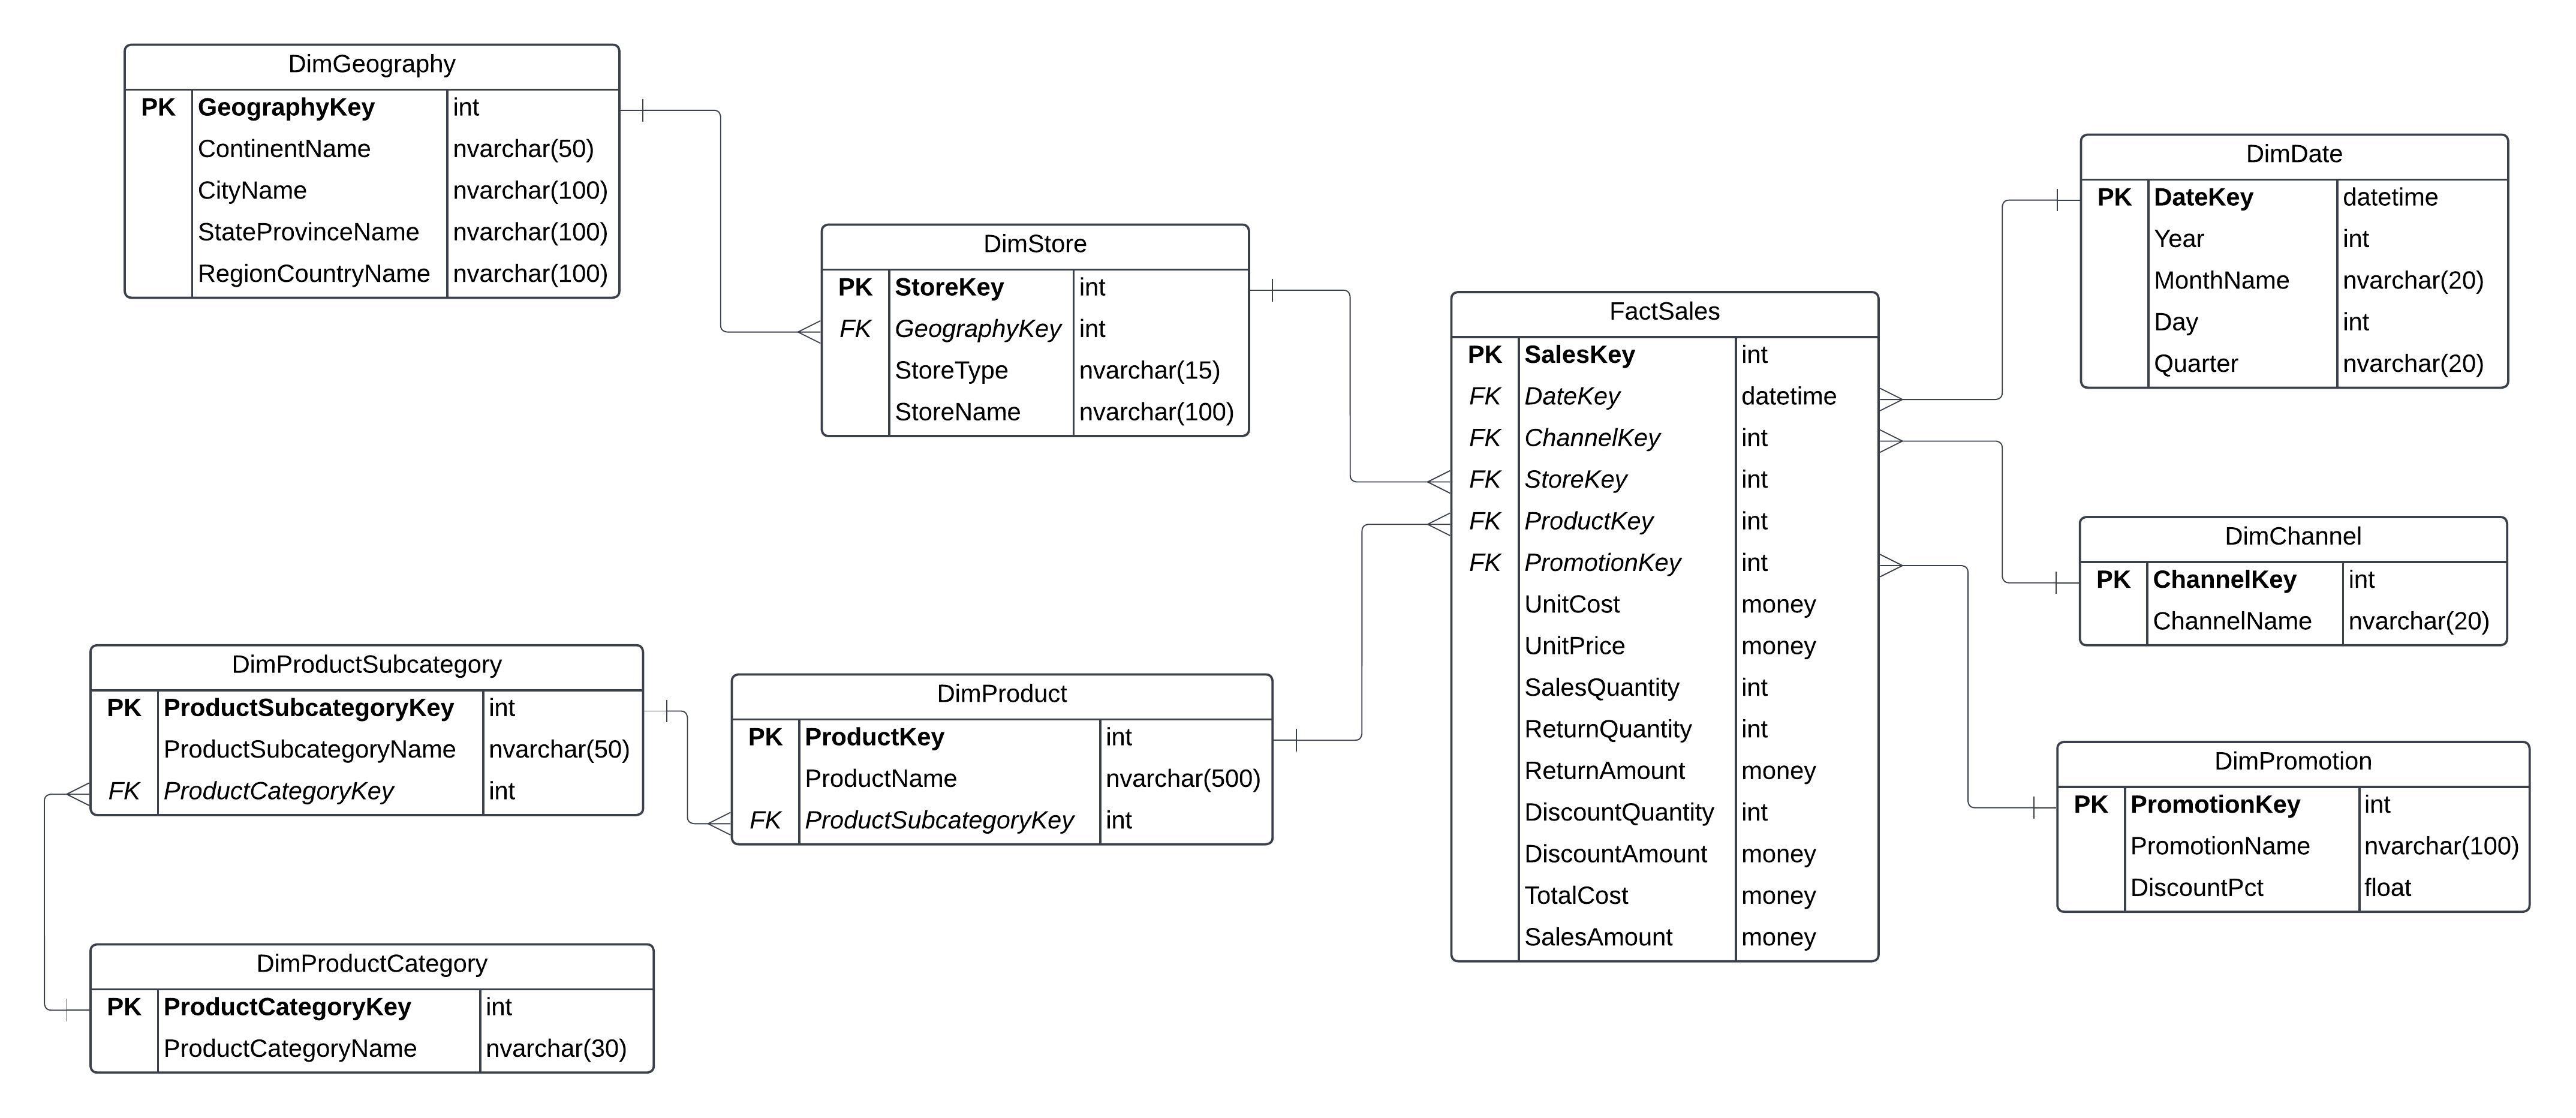 DimGeography
PK GeographyKey int
ContinentName nvarchar(50)
CityName nvarchar(100)
StateProvinceName nvarchar(100)
RegionCountryName nvarchar(100)
DimStore
PK StoreKey int
FK GeographyKey int
StoreType nvarchar(15)
StoreName nvarchar(100)
FactSales
PK SalesKey int
FK DateKey datetime
FK ChannelKey int
FK StoreKey int
FK ProductKey int
FK PromotionKey int
UnitCost money
UnitPrice money
SalesQuantity int
ReturnQuantity int
ReturnAmount money
DiscountQuantity int
DiscountAmount money
TotalCost money
SalesAmount money
DimDate
PK DateKey datetime
Year int
MonthName nvarchar(20)
Day int
Quarter nvarchar(20)
DimChannel
PK ChannelKey int
ChannelName nvarchar(20)
DimPromotion
PK PromotionKey int
PromotionName nvarchar(100)
DiscountPct float
DimProductSubcategory
PK ProductSubcategoryKey int
ProductSubcategoryName nvarchar(50)
FK ProductCategoryKey int
DimProduct
PK ProductKey int
ProductName nvarchar(500)
FK ProductSubcategoryKey int
DimProductCategory
PK ProductCategoryKey int
ProductCategoryName nvarchar(30)